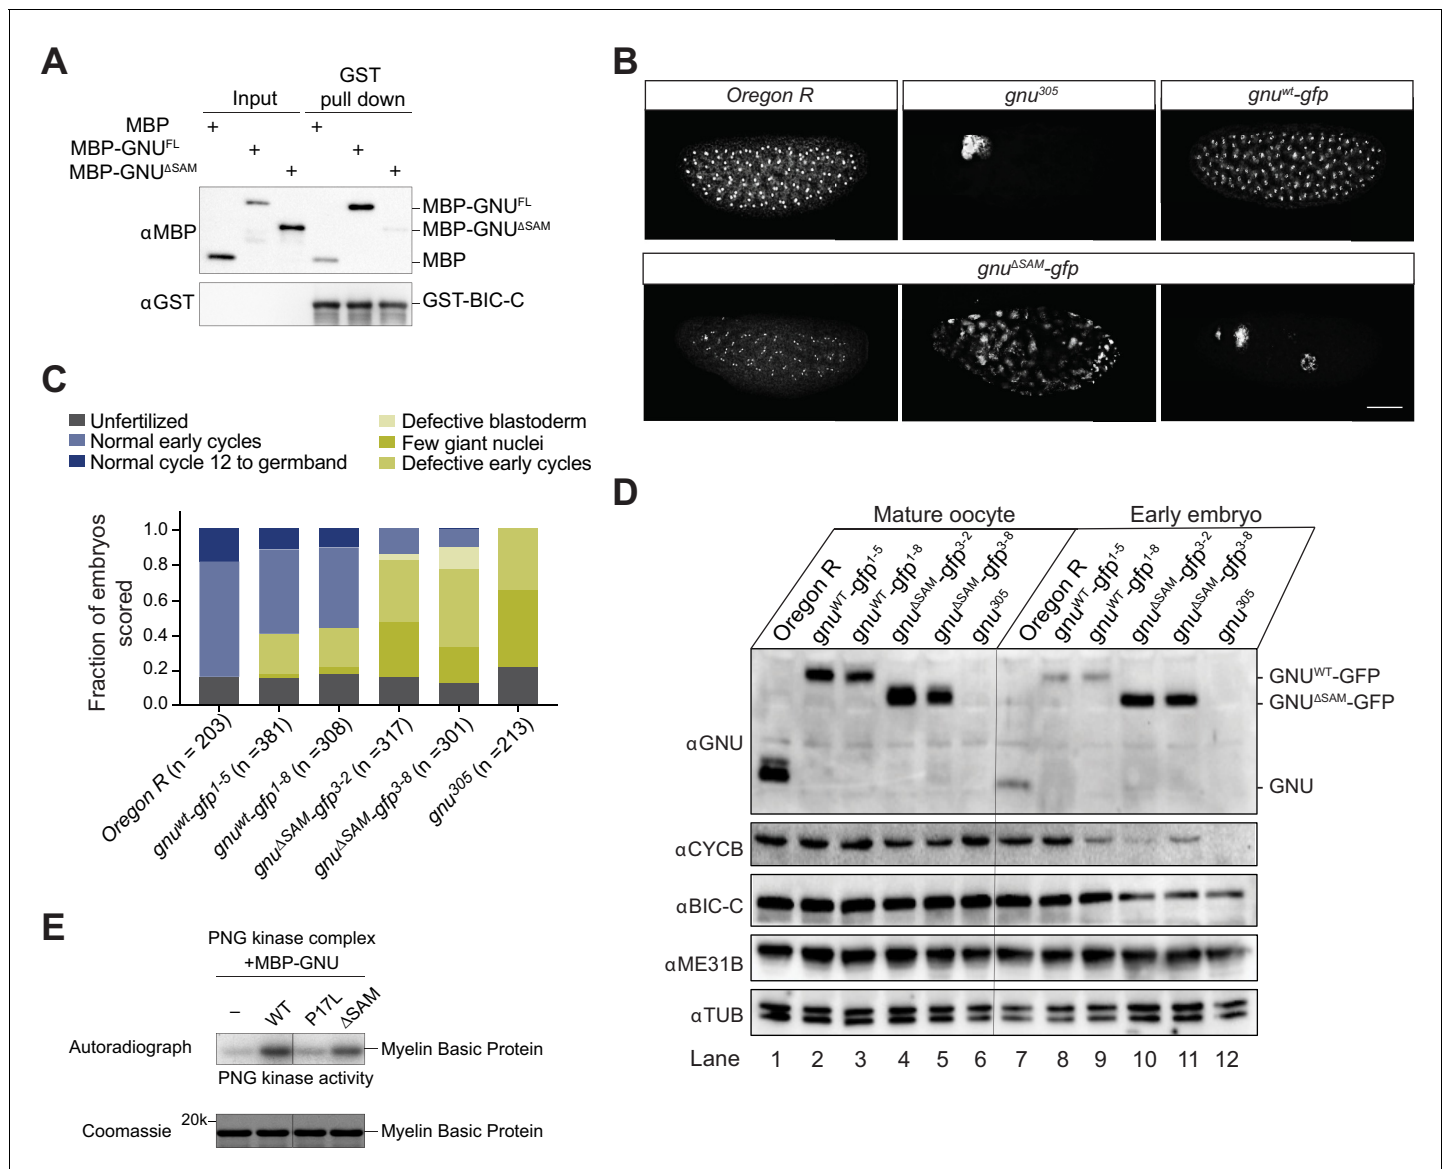 A
Input
GST
pull down
MBP + +
MBP-GNU^FL + +
MBP-GNU^ΔSAM + +
αMBP
MBP-GNU^FL
MBP-GNU^ΔSAM
MBP
αGST
GST-BIC-C
B
Oregon R
gnu^305
gnu^wt-gfp
gnu^ΔSAM-gfp
C
Unfertilized
Normal early cycles
Normal cycle 12 to germband
Defective blastoderm
Few giant nuclei
Defective early cycles
Fraction of embryos
scored
1.0
0.8
0.6
0.4
0.2
0.0
Oregon R (n = 203)
gnu^wt-gfp^1-5 (n =381)
gnu^wt-gfp^1-8 (n =308)
gnu^ΔSAM-gfp^3-2 (n =317)
gnu^ΔSAM-gfp^3-8 (n =301)
gnu^305 (n =213)
D
Mature oocyte
Early embryo
Oregon R
gnu^WT-gfp^1-5
gnu^WT-gfp^1-8
gnu^ΔSAM-gfp^3-2
gnu^ΔSAM-gfp^3-8
gnu^305
Oregon R
gnu^WT-gfp^1-5
gnu^WT-gfp^1-8
gnu^ΔSAM-gfp^3-2
gnu^ΔSAM-gfp^3-8
gnu^305
αGNU
GNU^WT-GFP
GNU^ΔSAM-GFP
GNU
αCYCB
αBIC-C
αME31B
αTUB
Lane 1 2 3 4 5 6 7 8 9 10 11 12
E
PNG kinase complex
+MBP-GNU
– WT P17L ΔSAM
Autoradiograph
Myelin Basic Protein
PNG kinase activity
20k
Coomassie
Myelin Basic Protein